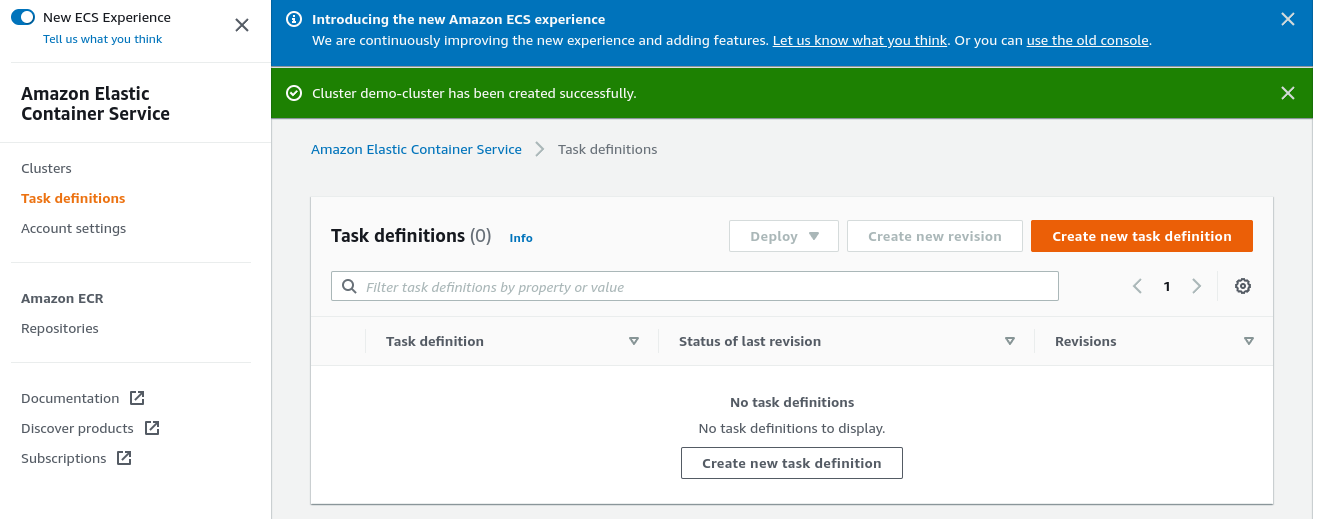 New ECS Experience
Tell us what you think
Amazon Elastic
Container Service
Clusters
Task definitions
Account settings
Amazon ECR
Repositories
Documentation
Discover products
Subscriptions
Introducing the new Amazon ECS experience
We are continuously improving the new experience and adding features. Let us know what you think. Or you can use the old console.
Cluster demo-cluster has been created successfully.
Amazon Elastic Container Service Task definitions
Task definitions (0) Info Deploy Create new revision Create new task definition
Filter task definitions by property or value 1
Task definition Status of last revision Revisions
No task definitions
No task definitions to display.
Create new task definition